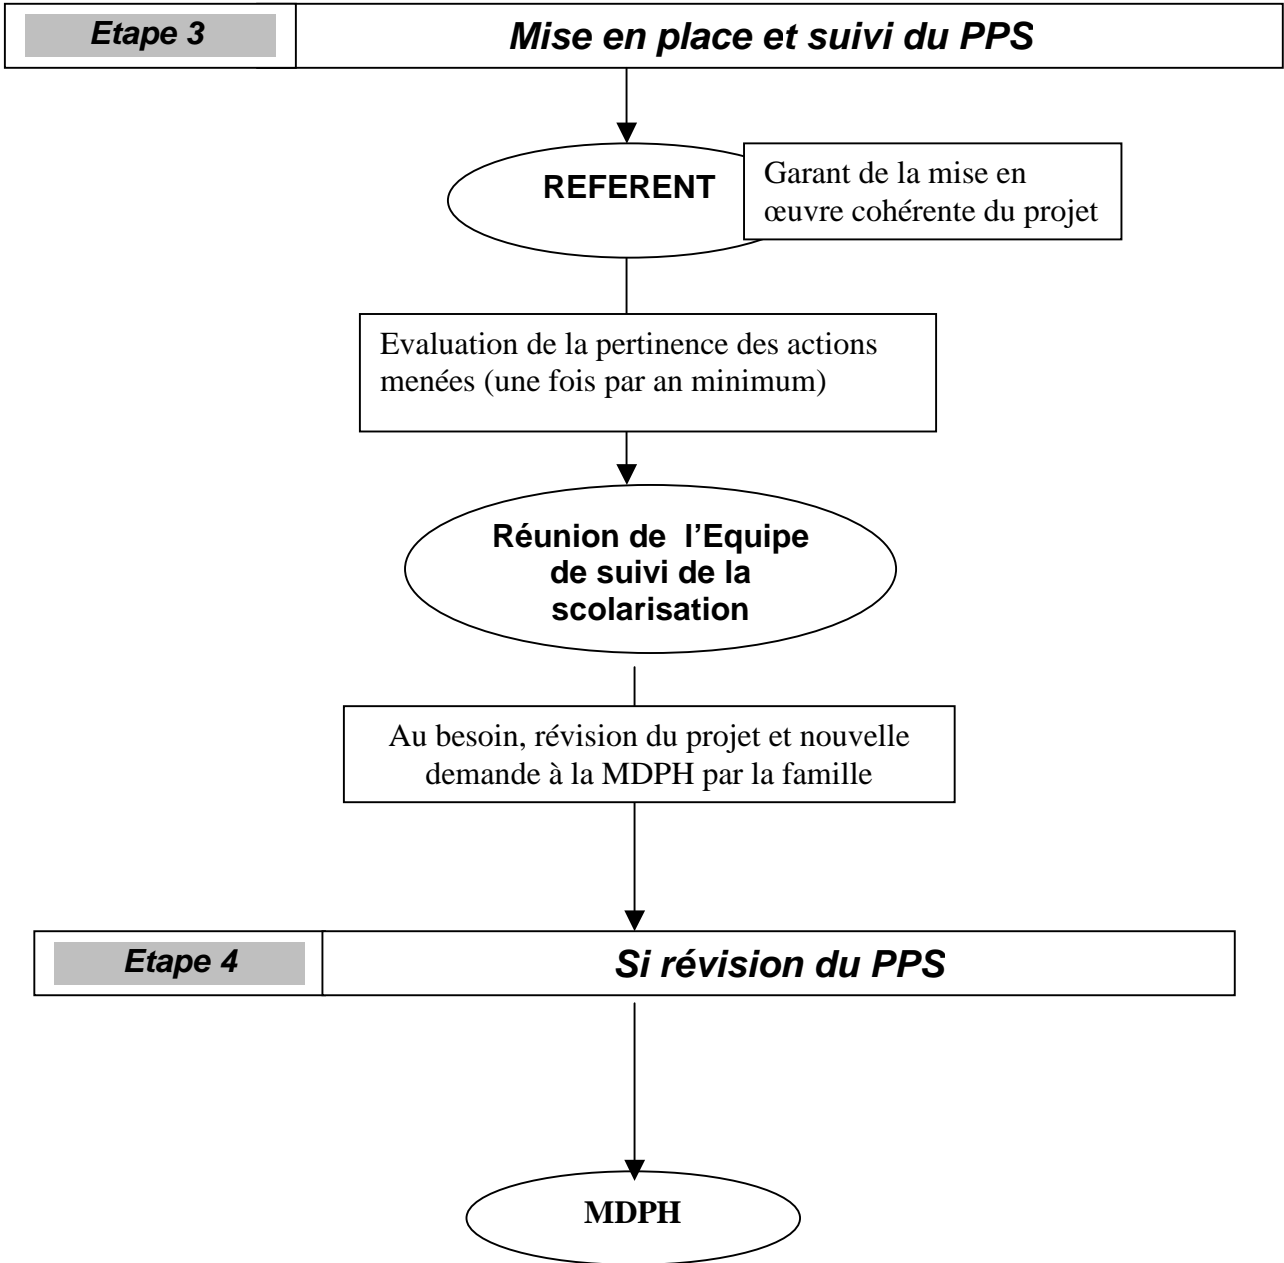 Etape 3
Mise en place et suivi du PPS
REFERENT
Garant de la mise en
œuvre cohérente du projet
Evaluation de la pertinence des actions
menées (une fois par an minimum)
Réunion de l’Equipe
de suivi de la
scolarisation
Au besoin, révision du projet et nouvelle
demande à la MDPH par la famille
Etape 4
Si révision du PPS
MDPH